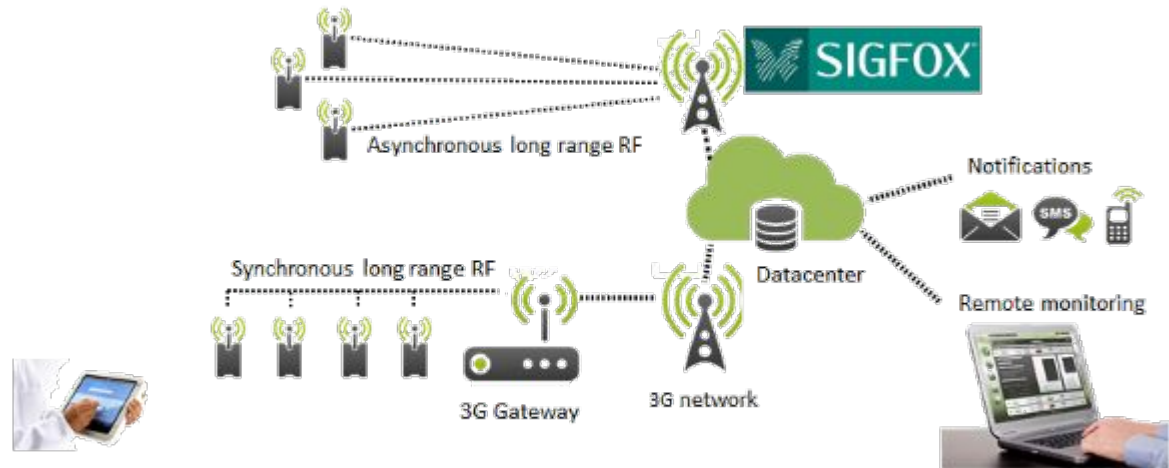 SIGFOX
Asynchronous long range RF
Notifications
SMS
Synchronous long range RF
Datacenter
Remote monitoring
3G Gateway
3G network